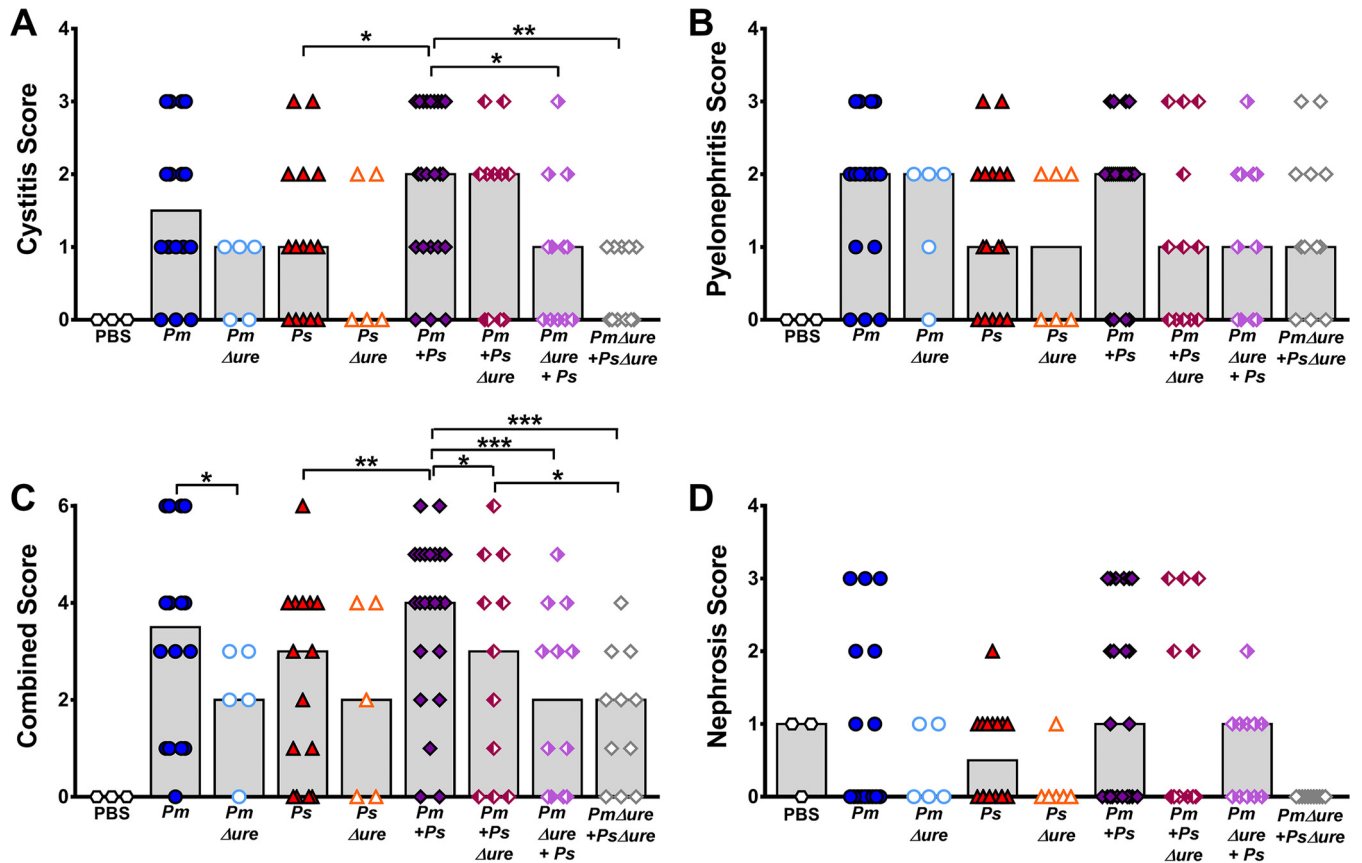 A
Cystitis Score
4
3
2
1
0
*
**
*
PBS
Pm
Pm
Δure
Ps
Ps
Δure
Pm
+Ps
Pm
+Ps
Δure
Pm
Δure
+ Ps
PmΔure
+PsΔure
B
Pyelonephritis Score
4
3
2
1
0
PBS
Pm
Pm
Δure
Ps
Ps
Δure
Pm
+Ps
Pm
+Ps
Δure
Pm
Δure
+ Ps
PmΔure
+PsΔure
C
Combined Score
6
4
2
0
*
**
***
***
*
*
PBS
Pm
Pm
Δure
Ps
Ps
Δure
Pm
+Ps
Pm
+Ps
Δure
Pm
Δure
+ Ps
PmΔure
+PsΔure
D
Nephrosis Score
4
3
2
1
0
PBS
Pm
Pm
Δure
Ps
Ps
Δure
Pm
+Ps
Pm
+Ps
Δure
Pm
Δure
+ Ps
PmΔure
+PsΔure